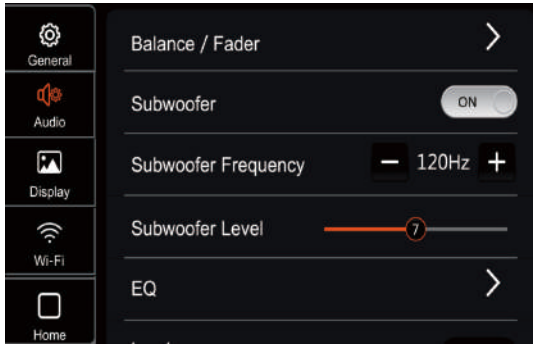 General
Audio
Display
Wi-Fi
Home
Balance / Fader
Subwoofer
ON
Subwoofer Frequency
120Hz
Subwoofer Level
7
EQ